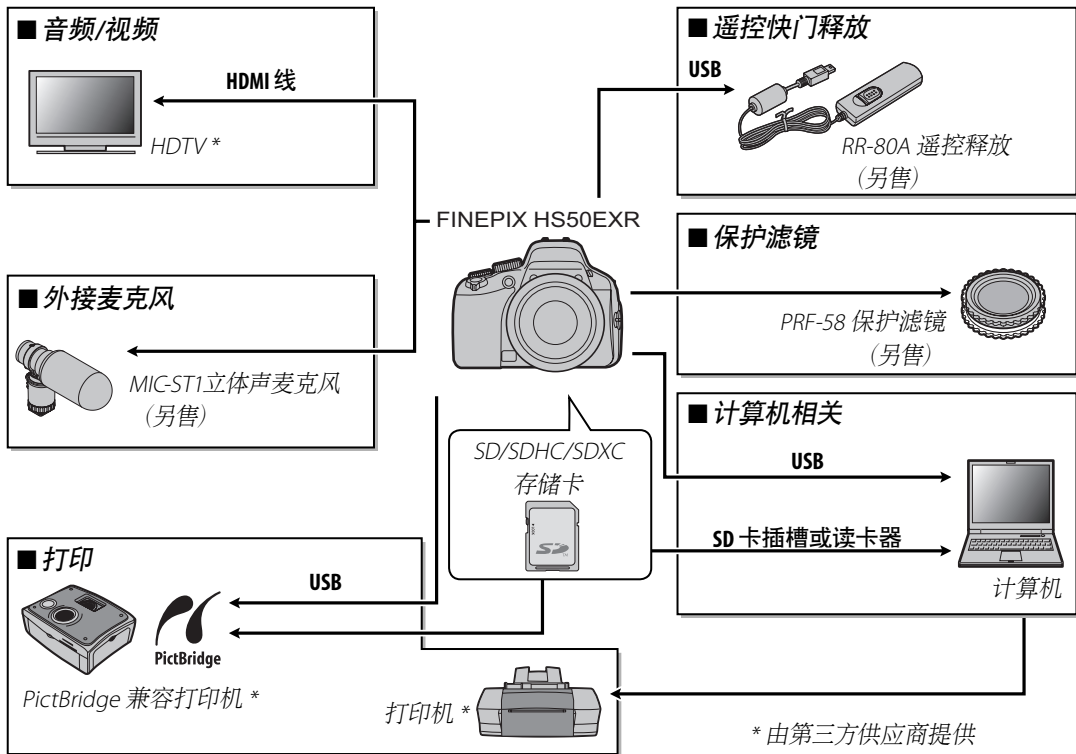 ■ 音频/视频
HDMI 线
HDTV *
■ 外接麦克风
MIC-ST1立体声麦克风
(另售)
FINEPIX HS50EXR
SD/SDHC/SDXC
存储卡
SD
■ 遥控快门释放
USB
RR-80A 遥控释放
(另售)
■ 保护滤镜
PRF-58 保护滤镜
(另售)
■ 计算机相关
USB
SD 卡插槽或读卡器
计算机
■ 打印
USB
PictBridge
PictBridge 兼容打印机 *
打印机 *
* 由第三方供应商提供